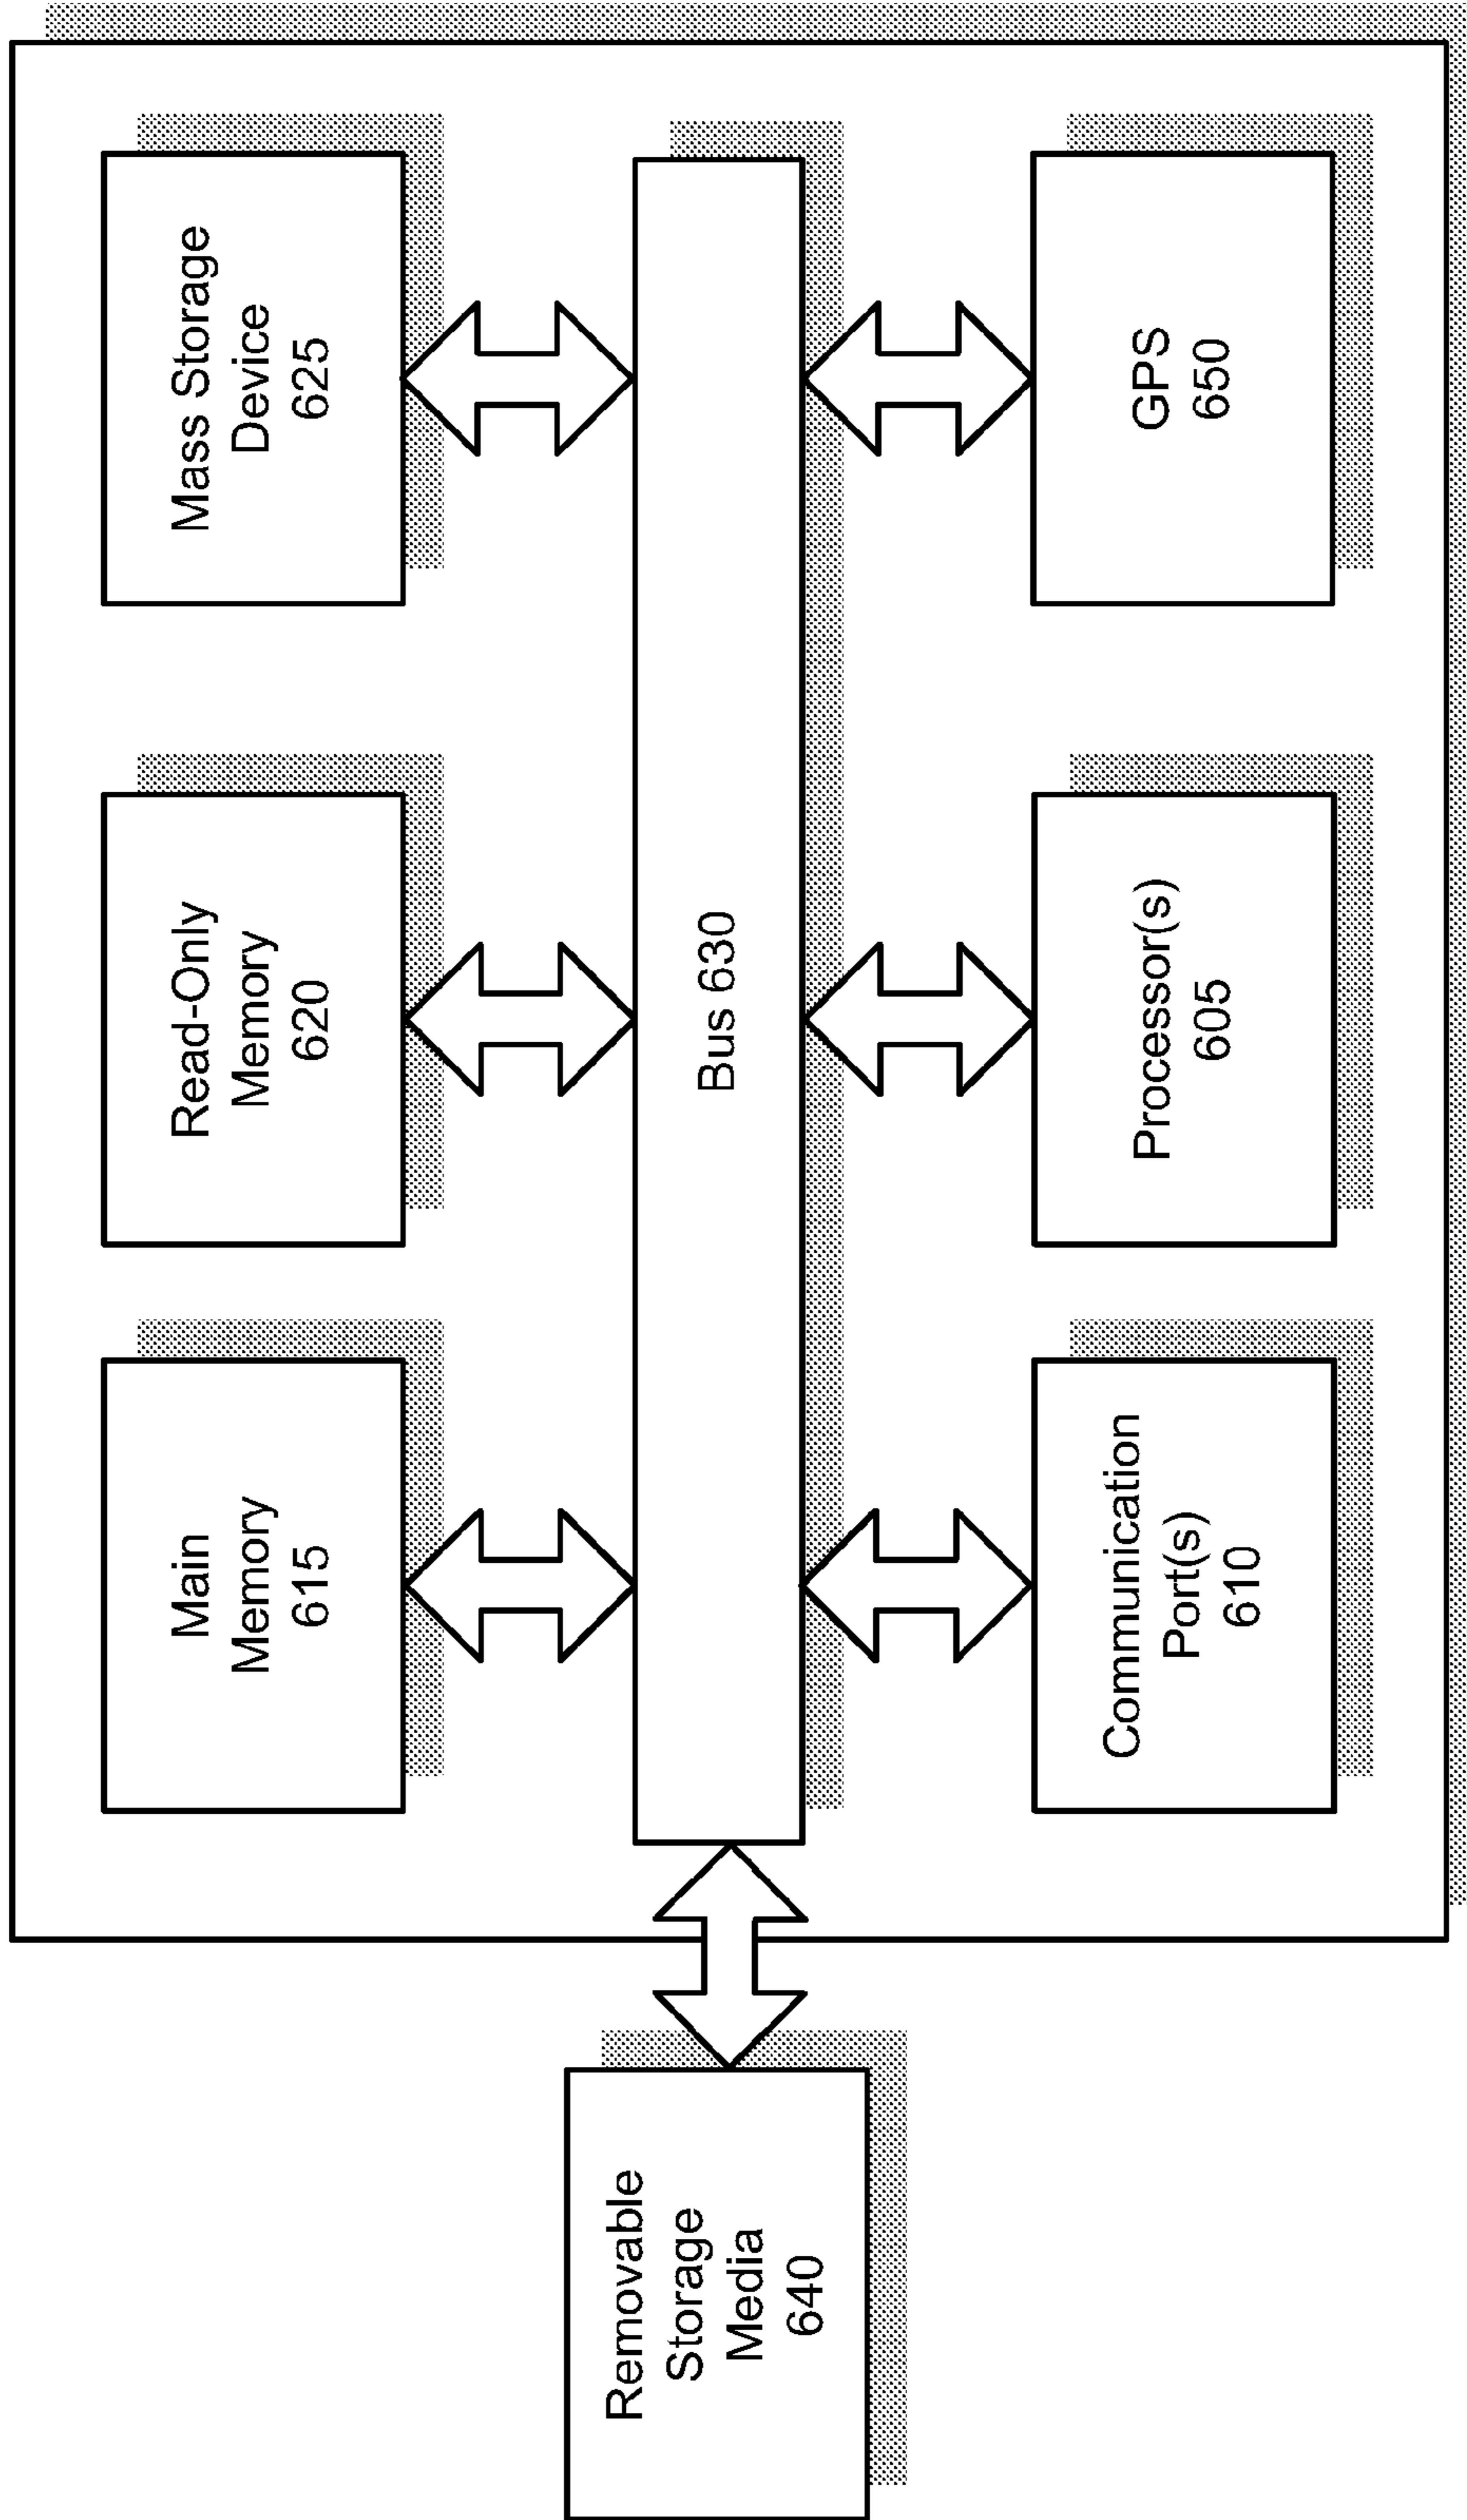 Main
Memory
615
Read-Only
Memory
620
Mass Storage
Device
625
Removable
Storage
Media
640
Bus 630
Communication
Port(s)
610
Processor(s)
605
GPS
650